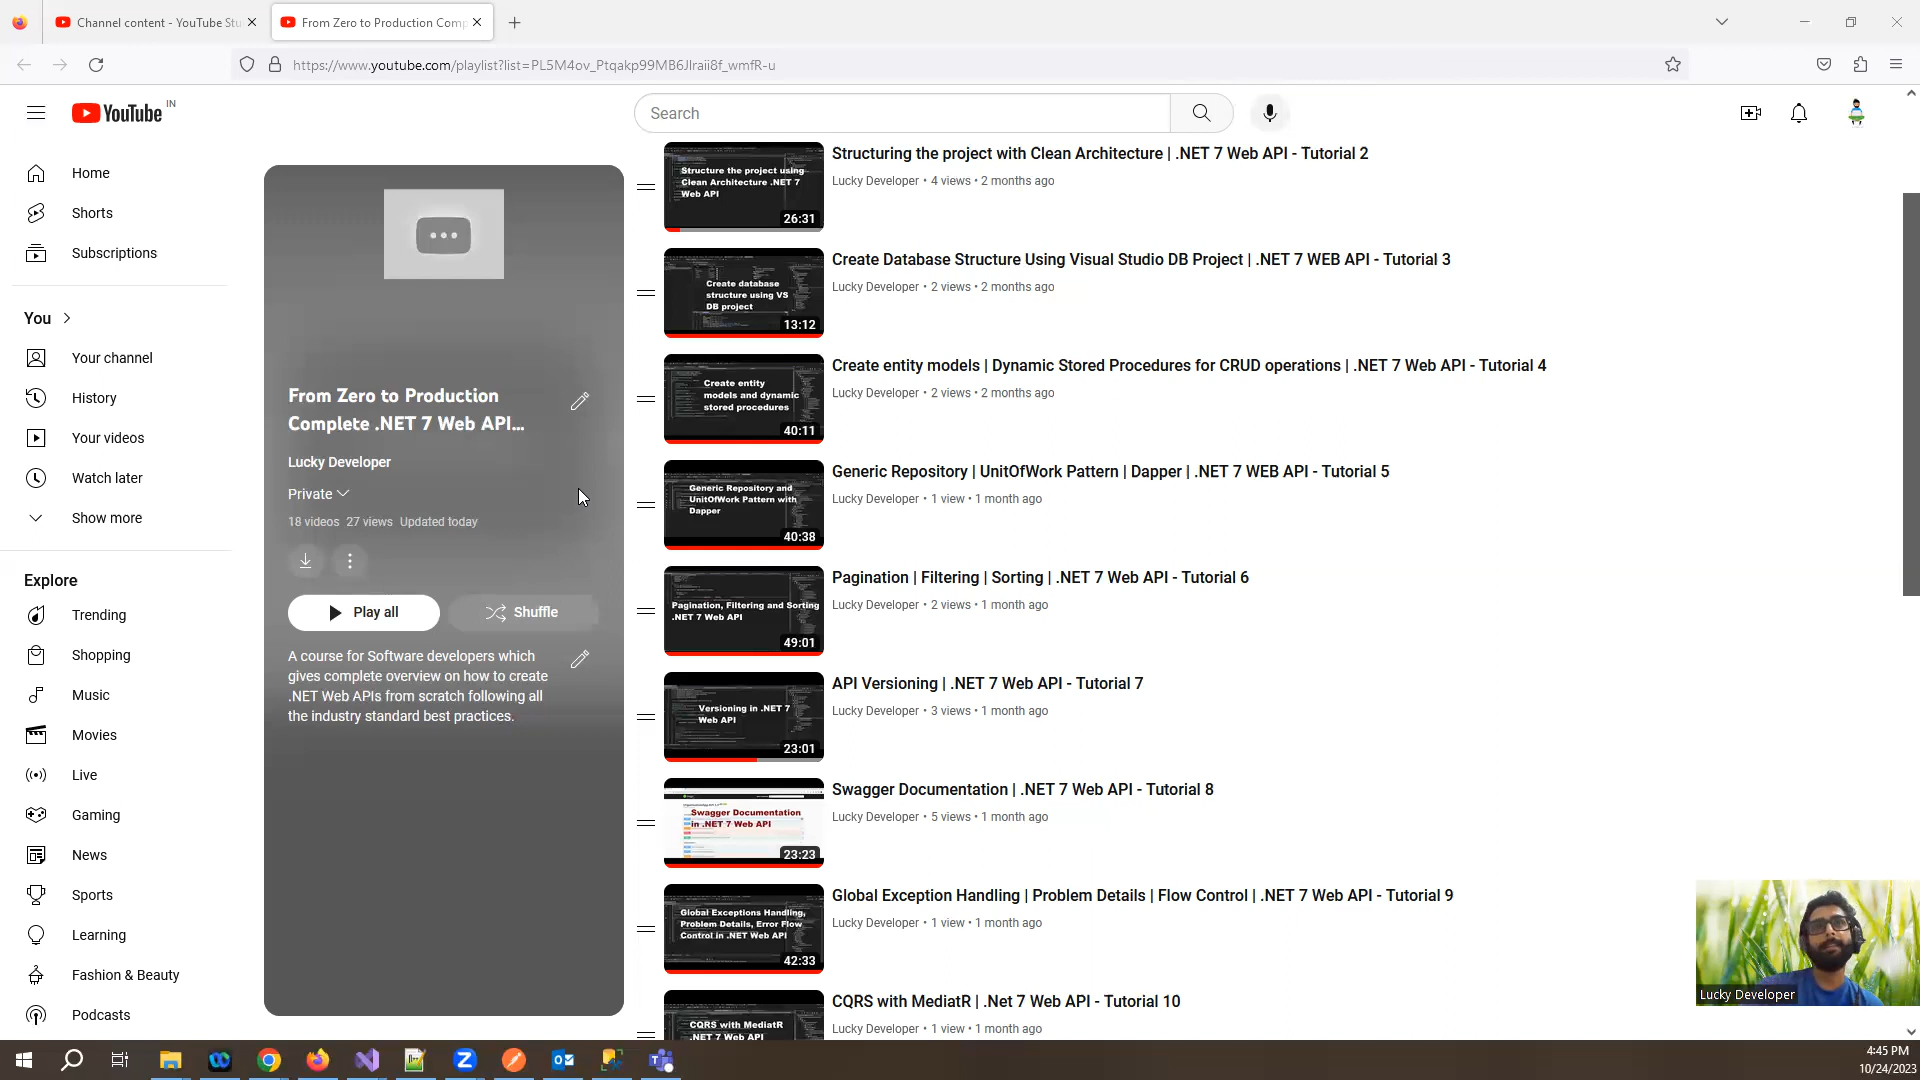 Channel content - YouTube Stu
From Zero to Production Comp
https://www.youtube.com/playlist?list=PL5M4ov_Ptqakp99MB6JIraii8f_wmfR-u
YouTube IN
Search
Home
Shorts
Subscriptions
You
Your channel
History
Your videos
Watch later
Show more
Explore
Trending
Shopping
Music
Movies
Live
Gaming
News
Sports
Learning
Fashion & Beauty
Podcasts
From Zero to Production
Complete .NET 7 Web API...
Lucky Developer
Private
18 videos 27 views Updated today
Play all
Shuffle
A course for Software developers which
gives complete overview on how to create
.NET Web APIs from scratch following all
the industry standard best practices.
Structure the project using
Clean Architecture .NET 7
Web API
26:31
Structuring the project with Clean Architecture | .NET 7 Web API - Tutorial 2
Lucky Developer • 4 views • 2 months ago
Create database
structure using VS
DB project
13:12
Create Database Structure Using Visual Studio DB Project | .NET 7 WEB API - Tutorial 3
Lucky Developer • 2 views • 2 months ago
Create entity
models and dynamic
stored procedures
40:11
Create entity models | Dynamic Stored Procedures for CRUD operations | .NET 7 Web API - Tutorial 4
Lucky Developer • 2 views • 2 months ago
Generic Repository and
UnitOfWork Pattern with
Dapper
40:38
Generic Repository | UnitOfWork Pattern | Dapper | .NET 7 WEB API - Tutorial 5
Lucky Developer • 1 view • 1 month ago
Pagination, Filtering and Sorting
.NET 7 Web API
49:01
Pagination | Filtering | Sorting | .NET 7 Web API - Tutorial 6
Lucky Developer • 2 views • 1 month ago
Versioning in .NET 7
Web API
23:01
API Versioning | .NET 7 Web API - Tutorial 7
Lucky Developer • 3 views • 1 month ago
Swagger Documentation
in .NET 7 Web API
23:23
Swagger Documentation | .NET 7 Web API - Tutorial 8
Lucky Developer • 5 views • 1 month ago
Global Exceptions Handling,
Problem Details, Error Flow
Control in .NET Web API
42:33
Global Exception Handling | Problem Details | Flow Control | .NET 7 Web API - Tutorial 9
Lucky Developer • 1 view • 1 month ago
CQRS with MediatR
.NET 7 Web API
CQRS with MediatR | .Net 7 Web API - Tutorial 10
Lucky Developer • 1 view • 1 month ago
Lucky Developer
4:45 PM
10/24/2023